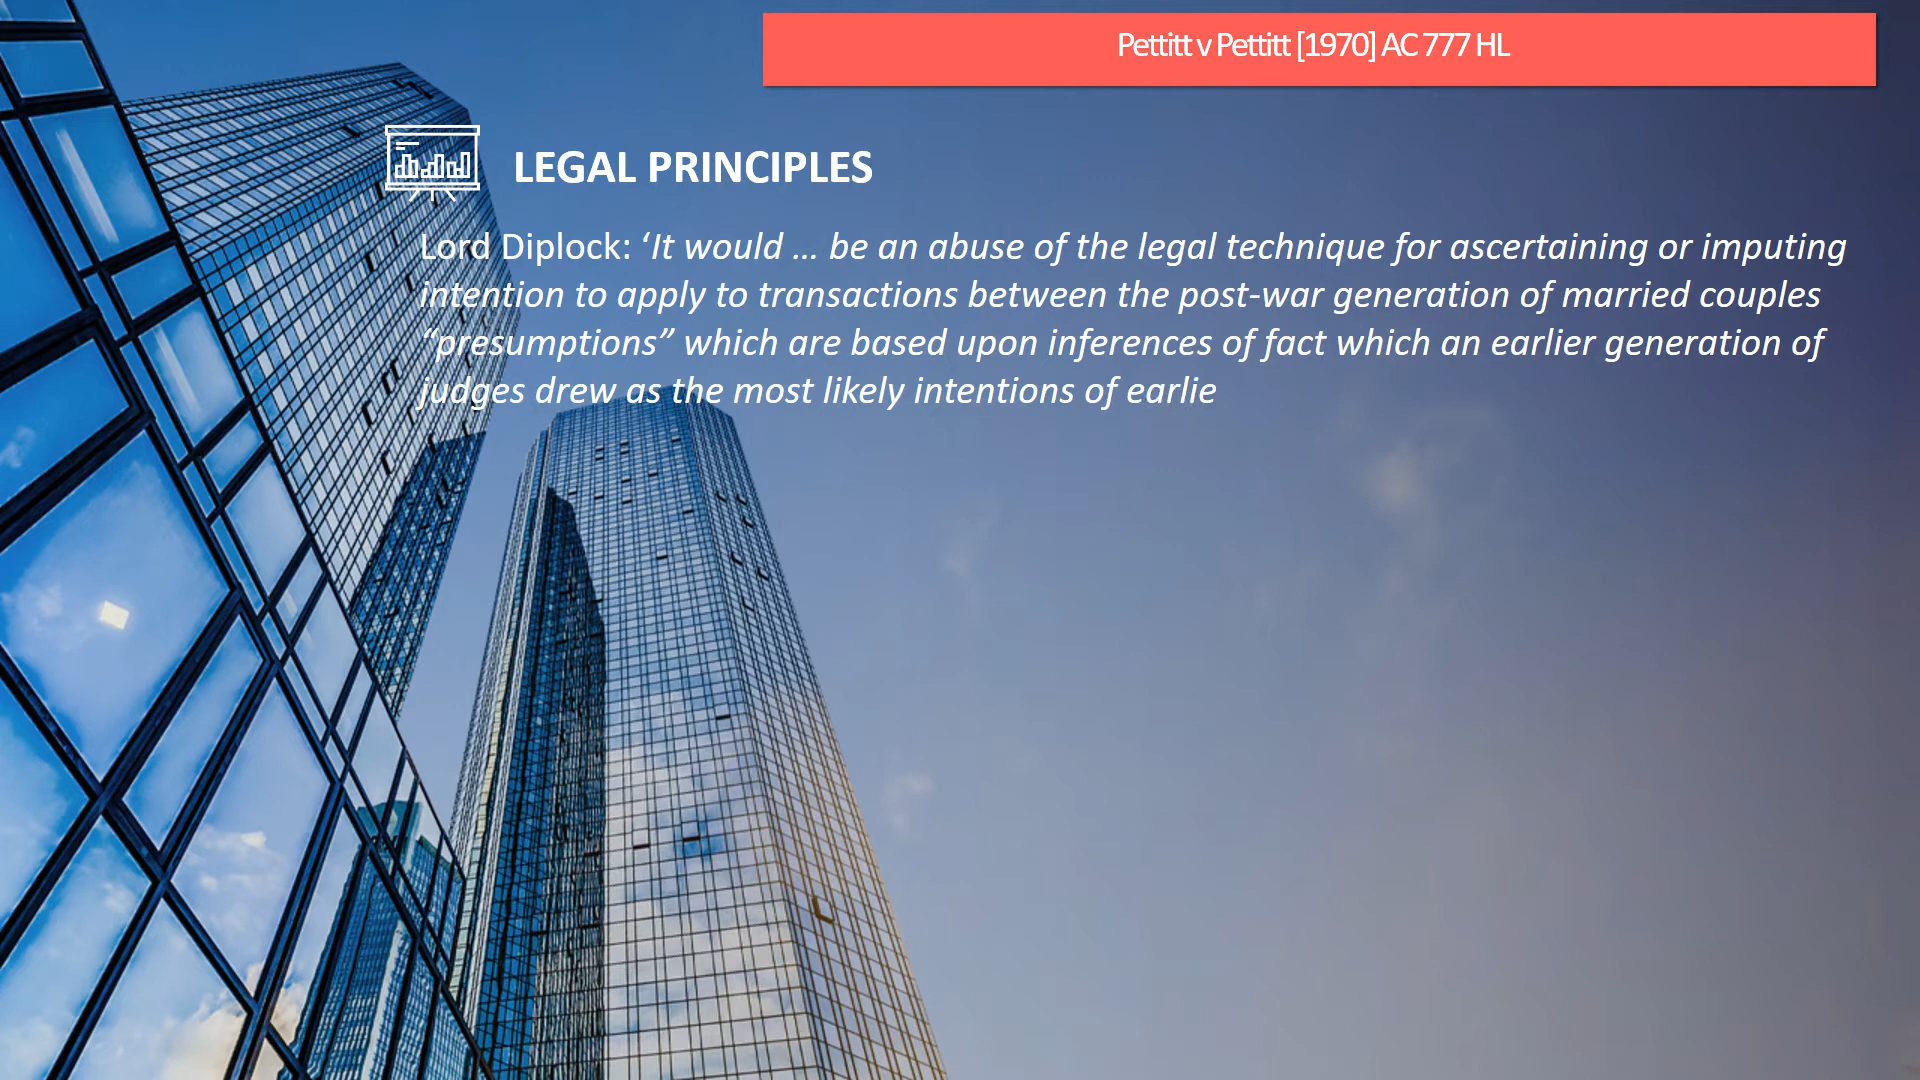 Pettitt v Pettitt [1970] AC 777 HL
LEGAL PRINCIPLES
Lord Diplock: ‘It would … be an abuse of the legal technique for ascertaining or imputing
intention to apply to transactions between the post-war generation of married couples
“presumptions” which are based upon inferences of fact which an earlier generation of
judges drew as the most likely intentions of earlie